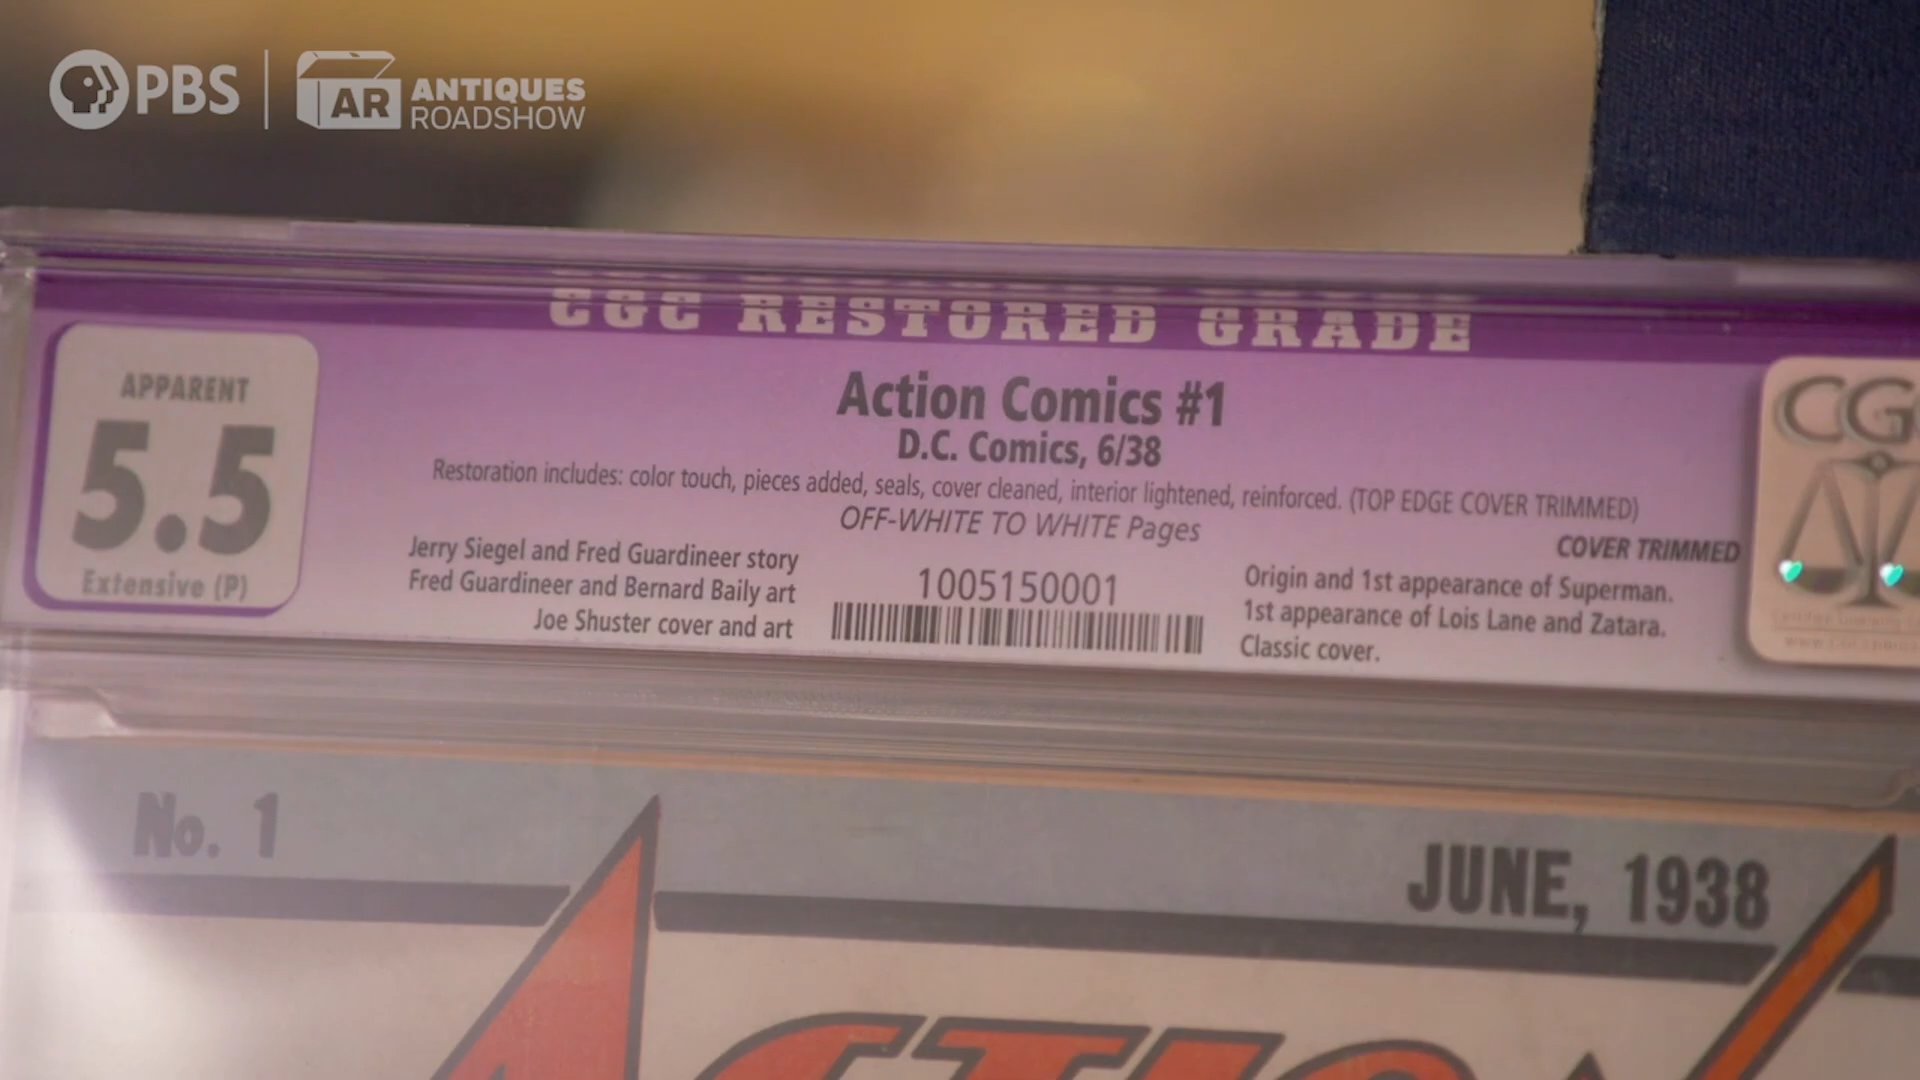 PBS
AR ANTIQUES
ROADSHOW
CGC RESTORED GRADE
APPARENT
5.5
Extensive (P)
Action Comics #1
D.C. Comics, 6/38
Restoration includes: color touch, pieces added, seals, cover cleaned, interior lightened, reinforced. (TOP EDGE COVER TRIMMED)
OFF-WHITE TO WHITE Pages
COVER TRIMMED
Jerry Siegel and Fred Guardineer story
Fred Guardineer and Bernard Baily art
Joe Shuster cover and art
1005150001
Origin and 1st appearance of Superman.
1st appearance of Lois Lane and Zatara.
Classic cover.
CGC
No. 1
JUNE, 1938
ACTION